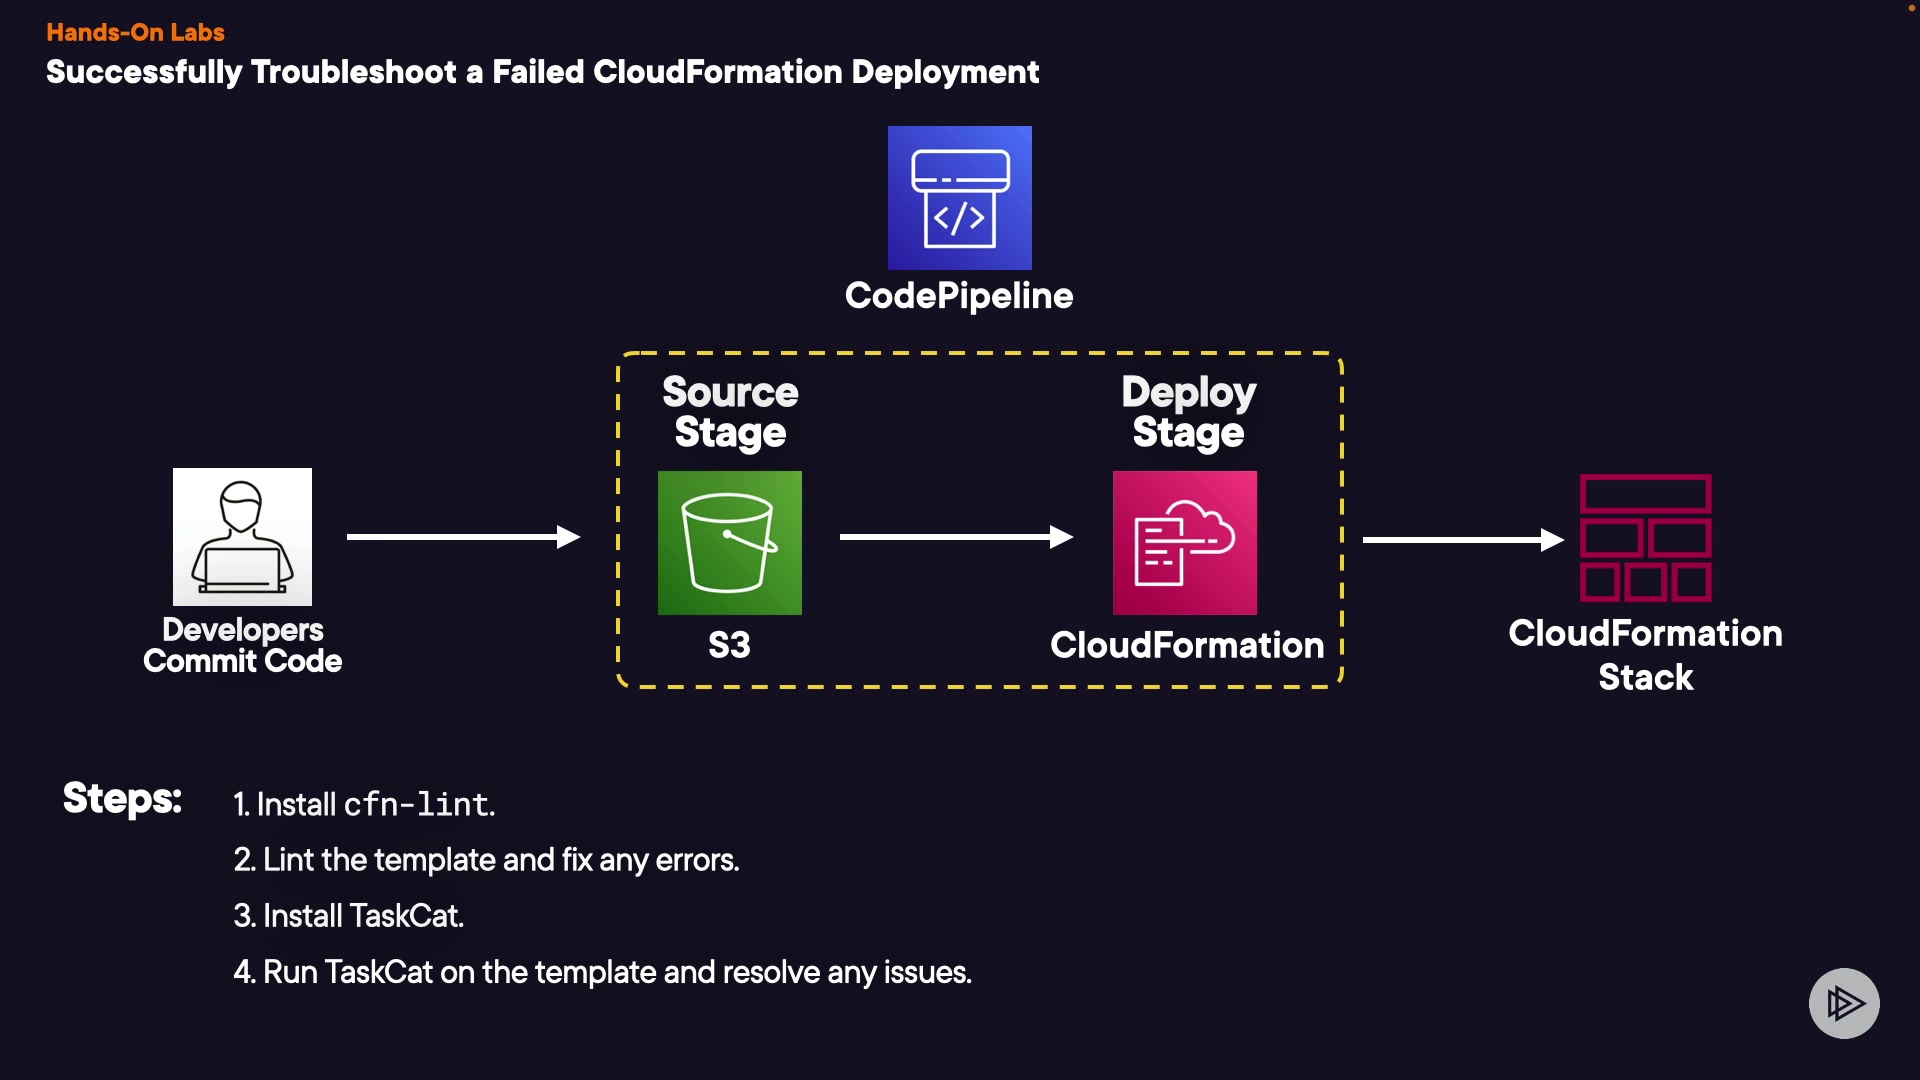 Hands-On Labs
Successfully Troubleshoot a Failed CloudFormation Deployment
</>
CodePipeline
Source
Stage
Deploy
Stage
S3
CloudFormation
Developers
Commit Code
CloudFormation
Stack
Steps:
1. Install cfn-lint.
2. Lint the template and fix any errors.
3. Install TaskCat.
4. Run TaskCat on the template and resolve any issues.